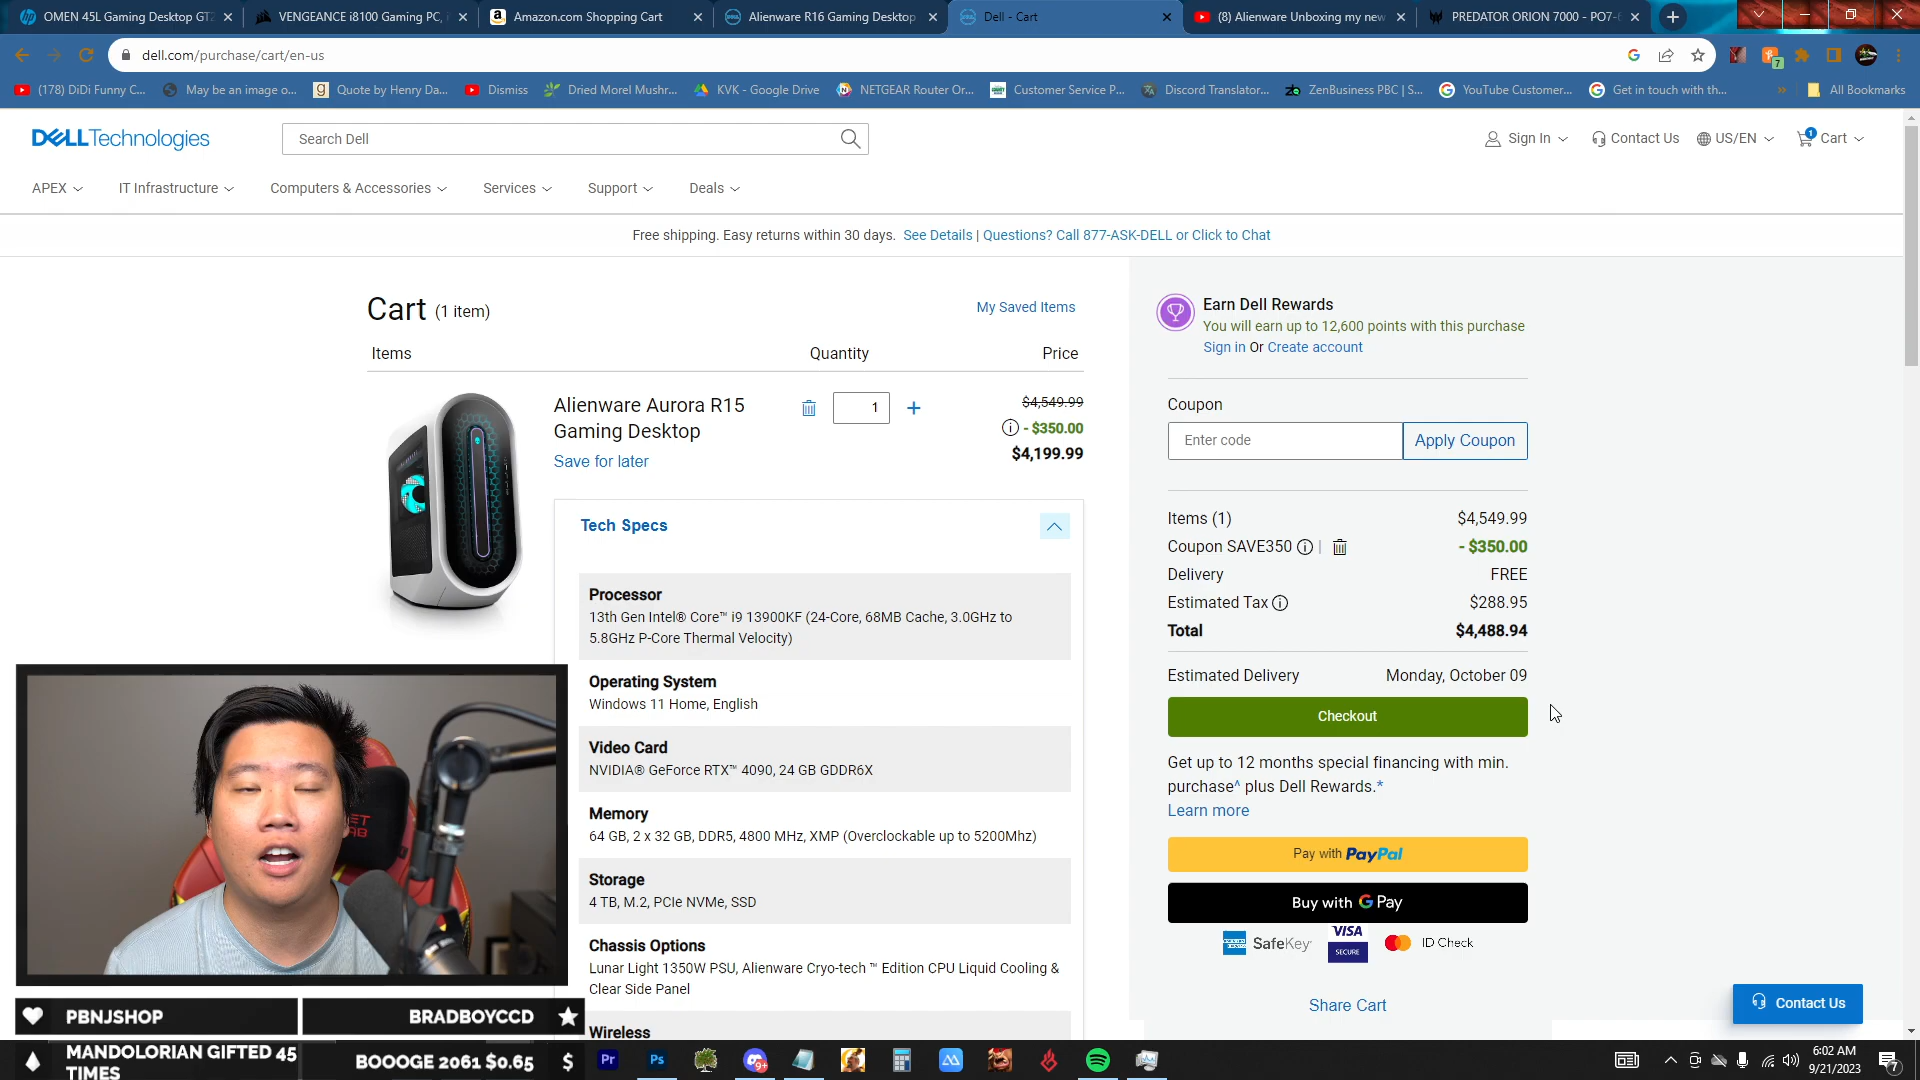 OMEN 45L Gaming Desktop GT2
VENGEANCE i8100 Gaming PC, i
Amazon.com Shopping Cart
Alienware R16 Gaming Desktop
Dell - Cart
(8) Alienware Unboxing my new
PREDATOR ORION 7000 - PO7-6
dell.com/purchase/cart/en-us
7
(178) DiDi Funny C...
May be an image o...
Quote by Henry Da...
Dismiss
Dried Morel Mushr...
KVK - Google Drive
NETGEAR Router Or...
Customer Service P...
Discord Translator...
ZenBusiness PBC | S...
YouTube Customer...
Get in touch with th...
»
All Bookmarks
DELLTechnologies
Search Dell
Sign In
Contact Us
US/EN
1
Cart
APEX
IT Infrastructure
Computers & Accessories
Services
Support
Deals
Free shipping. Easy returns within 30 days. See Details | Questions? Call 877-ASK-DELL or Click to Chat
Cart (1 item)
My Saved Items
Items
Quantity
Price
Alienware Aurora R15
Gaming Desktop
Save for later
1
+
$4,549.99
- $350.00
$4,199.99
Tech Specs
Processor
13th Gen Intel® Core™ i9 13900KF (24-Core, 68MB Cache, 3.0GHz to
5.8GHz P-Core Thermal Velocity)
Operating System
Windows 11 Home, English
Video Card
NVIDIA® GeForce RTX™ 4090, 24 GB GDDR6X
Memory
64 GB, 2 x 32 GB, DDR5, 4800 MHz, XMP (Overclockable up to 5200Mhz)
Storage
4 TB, M.2, PCIe NVMe, SSD
Chassis Options
Lunar Light 1350W PSU, Alienware Cryo-tech ™ Edition CPU Liquid Cooling &
Clear Side Panel
Wireless
Earn Dell Rewards
You will earn up to 12,600 points with this purchase
Sign in Or Create account
Coupon
Enter code
Apply Coupon
Items (1) $4,549.99
Coupon SAVE350 | - $350.00
Delivery FREE
Estimated Tax $288.95
Total $4,488.94
Estimated Delivery Monday, October 09
Checkout
Get up to 12 months special financing with min.
purchase^ plus Dell Rewards.*
Learn more
Pay with PayPal
Buy with G Pay
SafeKey
VISA
SECURE
ID Check
Share Cart
Contact Us
PBNJSHOP
BRADBOYCCD
MANDOLORIAN GIFTED 45
TIMES
BOOOGE 2061 $0.65
$
Pr
Ps
9+
6:02 AM
9/21/2023
7